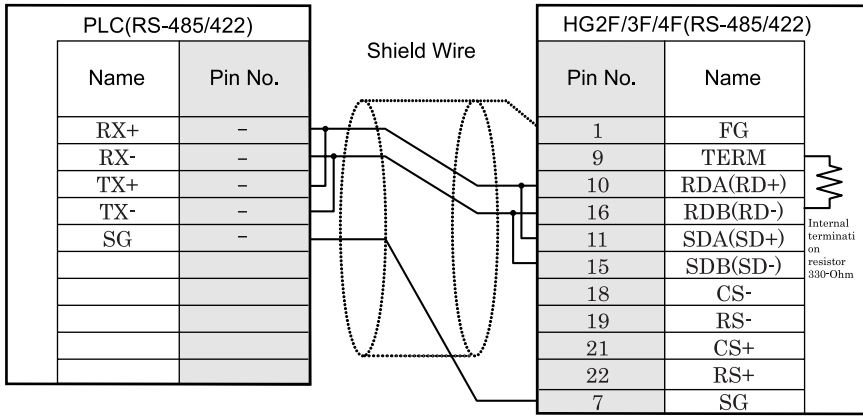 PLC(RS-485/422)
Name Pin No.
RX+ -
RX- -
TX+ -
TX- -
SG -
Shield Wire
HG2F/3F/4F(RS-485/422)
Pin No. Name
1 FG
9 TERM
10 RDA(RD+)
16 RDB(RD-)
11 SDA(SD+)
15 SDB(SD-)
18 CS-
19 RS-
21 CS+
22 RS+
7 SG
Internal
terminati
on
resistor
330-Ohm